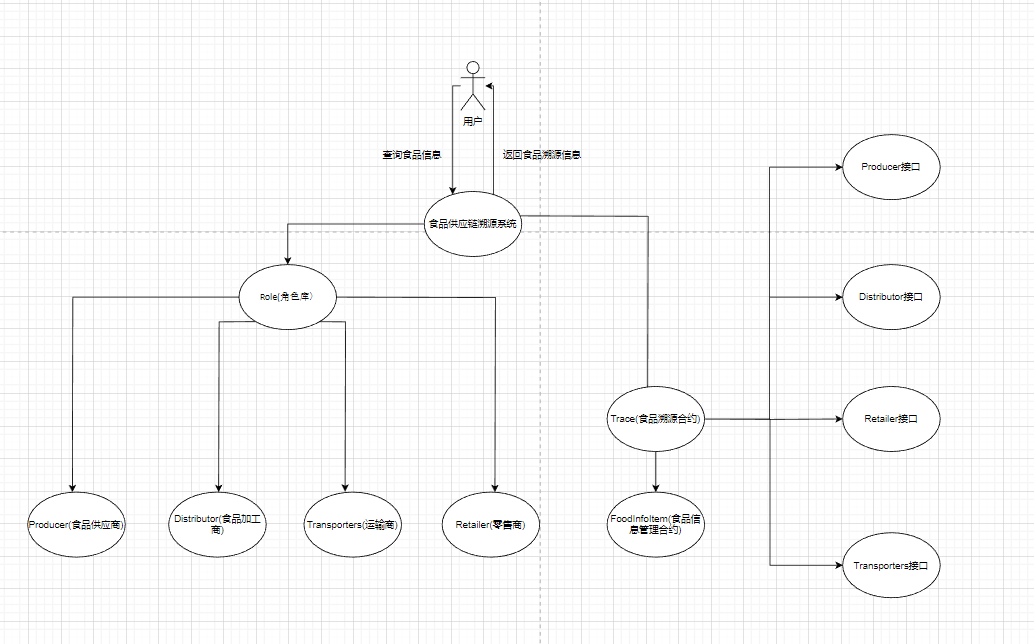 用户
查询食品信息
返回食品溯源信息
Producer接口
食品供应链溯源系统
Role(角色库）
Distributor接口
Trace(食品溯源合约)
Retailer接口
Producer(食品供应商)
Distributor(食品加工
商)
Transporters(运输商)
Retailer(零售商)
FoodInfoItem(食品信
息管理合约)
Transporters接口